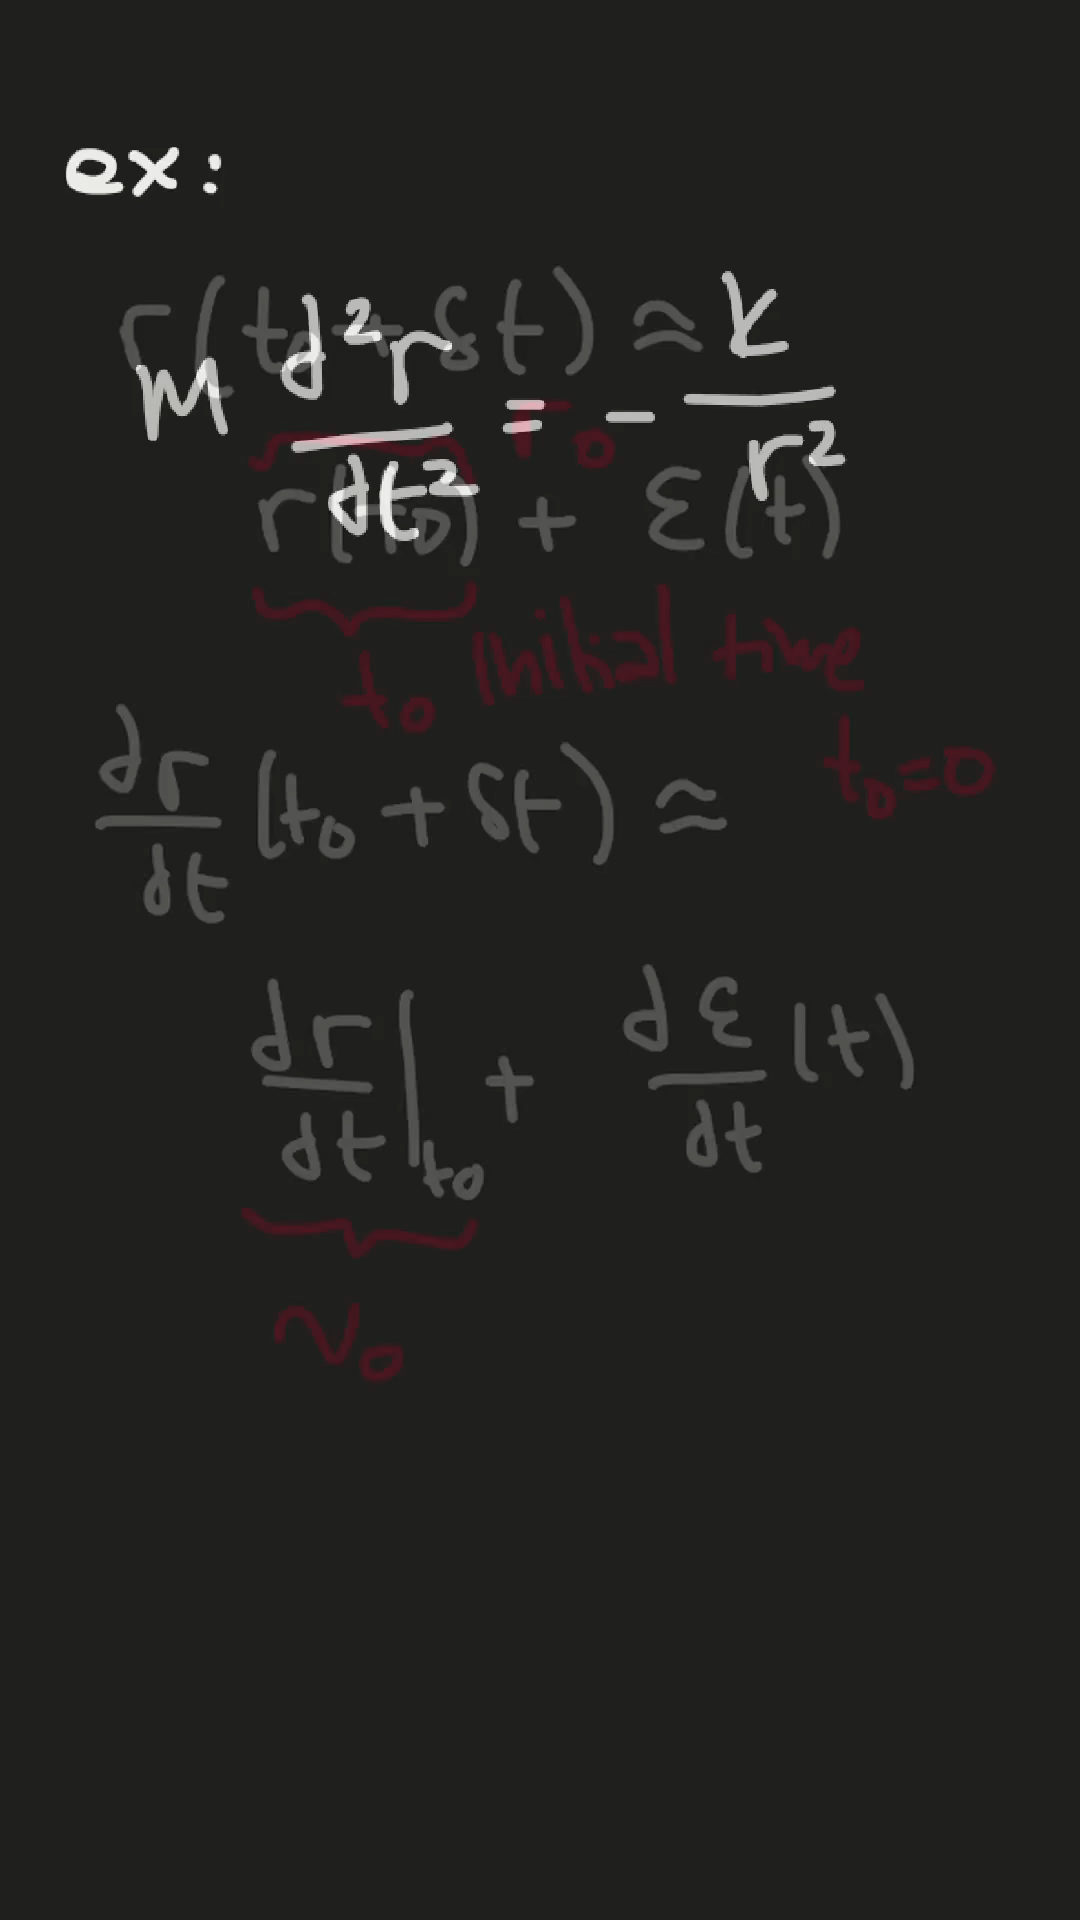 ex:
M d²r/dt² = - k/r²
r(t₀ + δt) ≈
r₀
r(t₀) + ε(t)
t₀ initial time
t₀=0
dr/dt (t₀ + δt) ≈
dr/dt |t₀ + dε/dt (t)
v₀